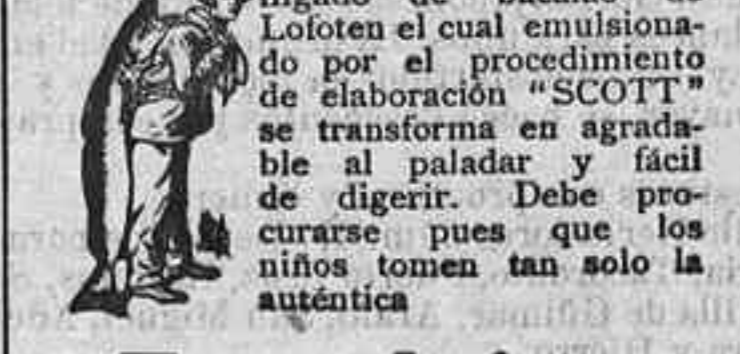 Lofoten el cual emulsiona-
do por el procedimiento
de elaboración "SCOTT"
se transforma en agrada-
ble al paladar y fácil
de digerir. Debe pro-
curarse pues que los
niños tomen tan solo la
auténtica